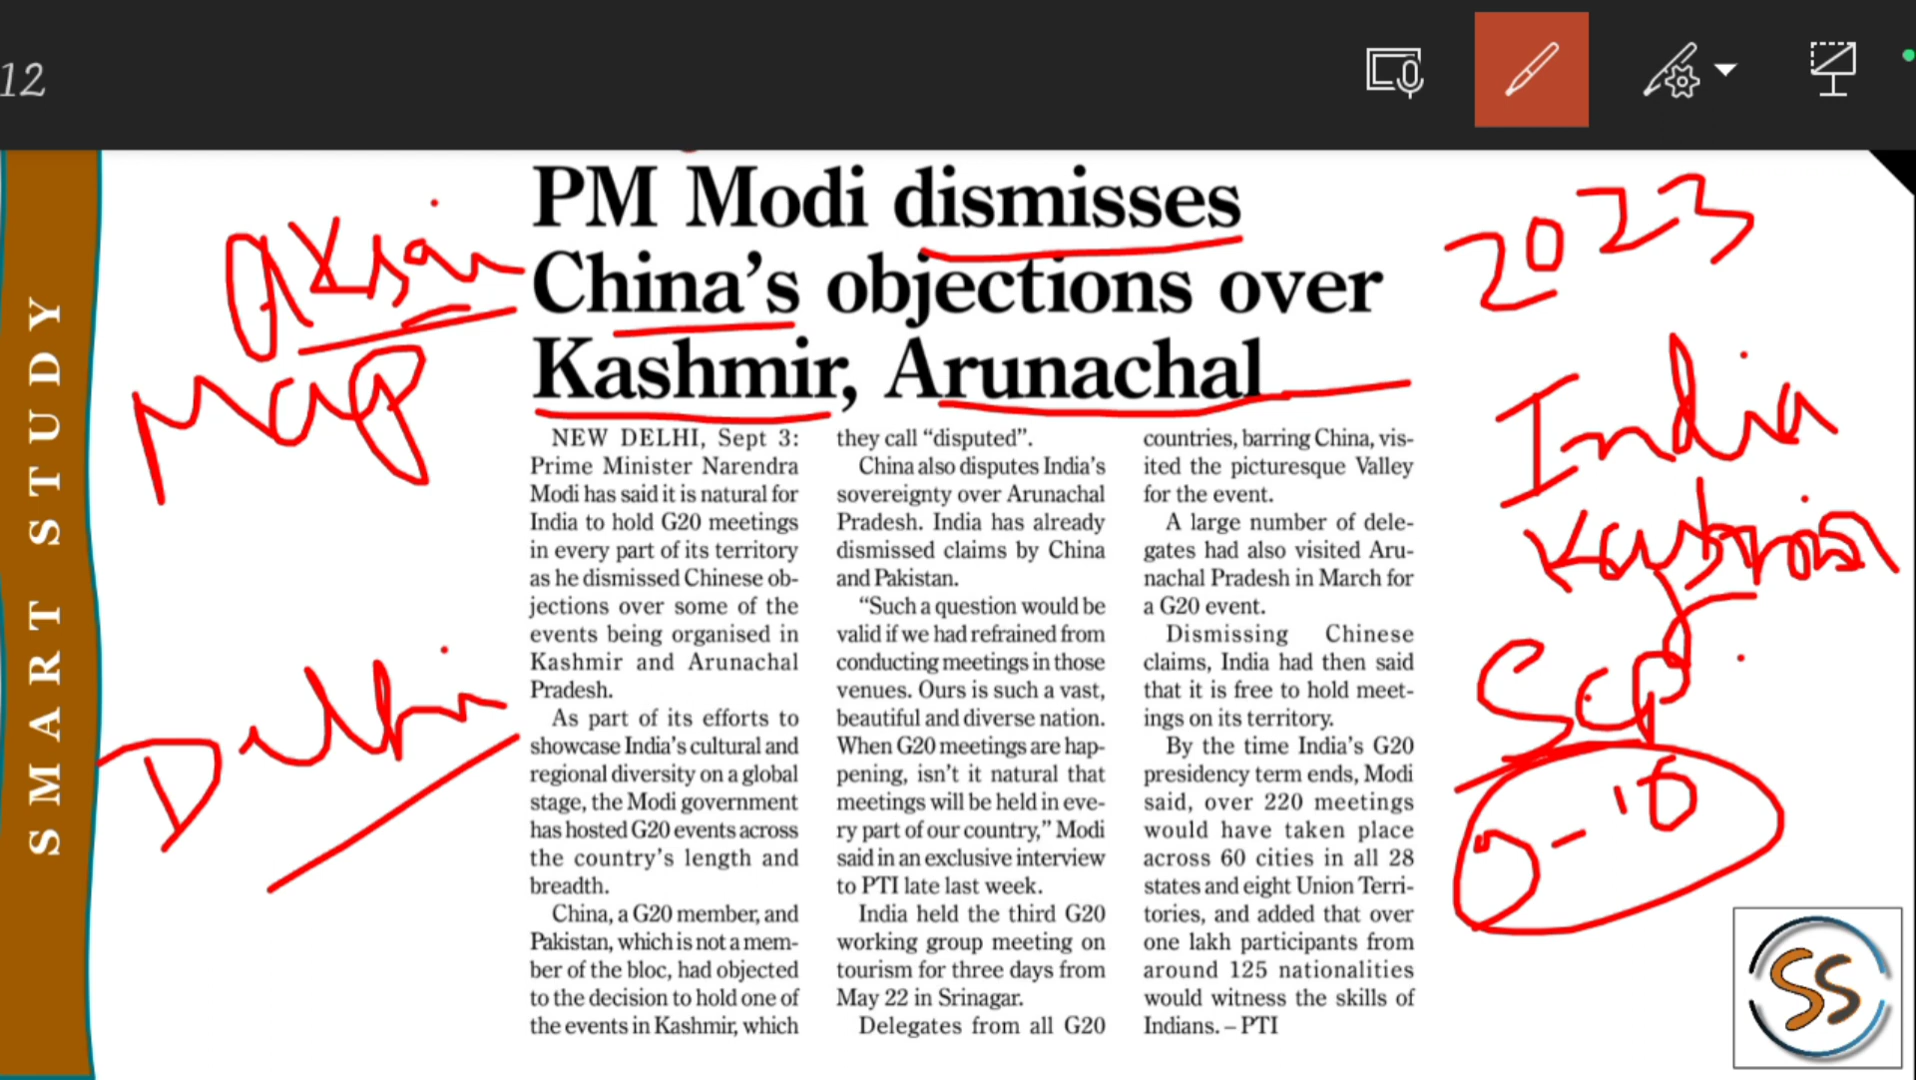 12
SMART STUDY
PM Modi dismisses
China's objections over
Kashmir, Arunachal
NEW DELHI, Sept 3:
Prime Minister Narendra
Modi has said it is natural for
India to hold G20 meetings
in every part of its territory
as he dismissed Chinese ob-
jections over some of the
events being organised in
Kashmir and Arunachal
Pradesh.
As part of its efforts to
showcase India's cultural and
regional diversity on a global
stage, the Modi government
has hosted G20 events across
the country's length and
breadth.
China, a G20 member, and
Pakistan, which is not a mem-
ber of the bloc, had objected
to the decision to hold one of
the events in Kashmir, which
they call “disputed”.
China also disputes India's
sovereignty over Arunachal
Pradesh. India has already
dismissed claims by China
and Pakistan.
“Such a question would be
valid if we had refrained from
conducting meetings in those
venues. Ours is such a vast,
beautiful and diverse nation.
When G20 meetings are hap-
pening, isn't it natural that
meetings will be held in eve-
ry part of our country,” Modi
said in an exclusive interview
to PTI late last week.
India held the third G20
working group meeting on
tourism for three days from
May 22 in Srinagar.
Delegates from all G20
countries, barring China, vis-
ited the picturesque Valley
for the event.
A large number of dele-
gates had also visited Aru-
nachal Pradesh in March for
a G20 event.
Dismissing Chinese
claims, India had then said
that it is free to hold meet-
ings on its territory.
By the time India's G20
presidency term ends, Modi
said, over 220 meetings
would have taken place
across 60 cities in all 28
states and eight Union Terri-
tories, and added that over
one lakh participants from
around 125 nationalities
would witness the skills of
Indians. – PTI
Aksai
Map
Delhi
2023
India
Kashmir
SS